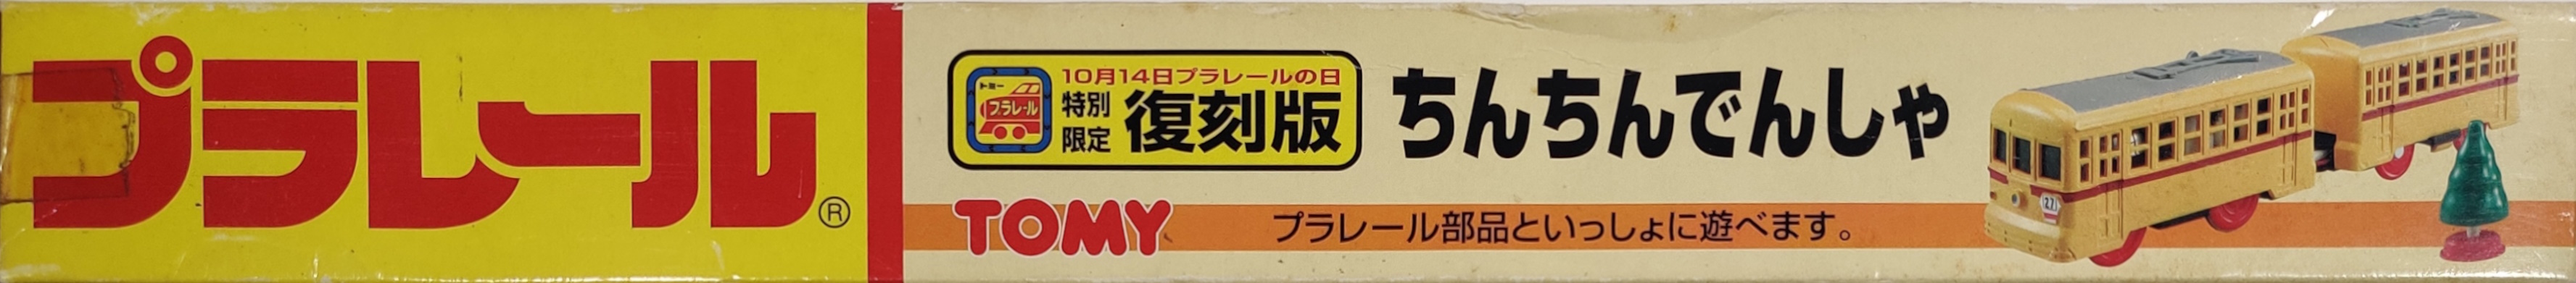 プラレール®
10月14日プラレールの日
トミー
プラレール
特別
限定
復刻版
ちんちんでんしゃ
TOMY
プラレール部品といっしょに遊べます。
27